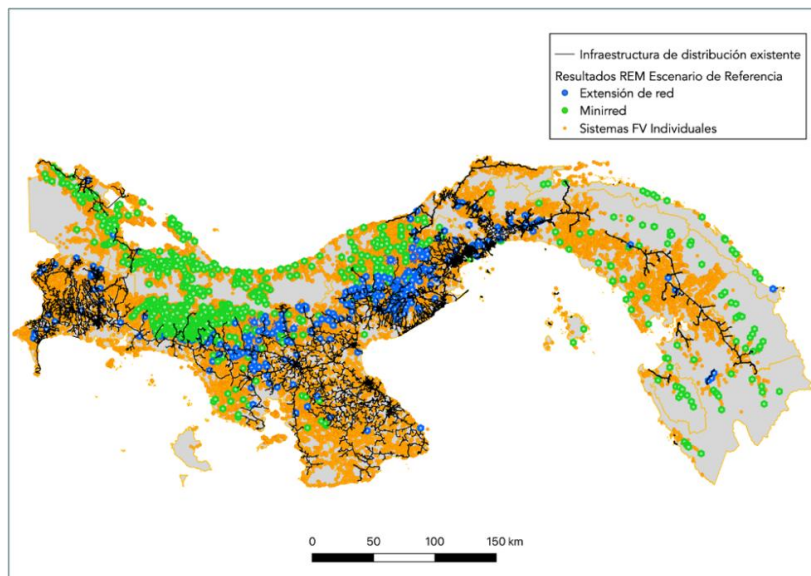 Infraestructura de distribución existente
Resultados REM Escenario de Referencia
Extensión de red
Minirred
Sistemas FV Individuales
0 50 100 150 km